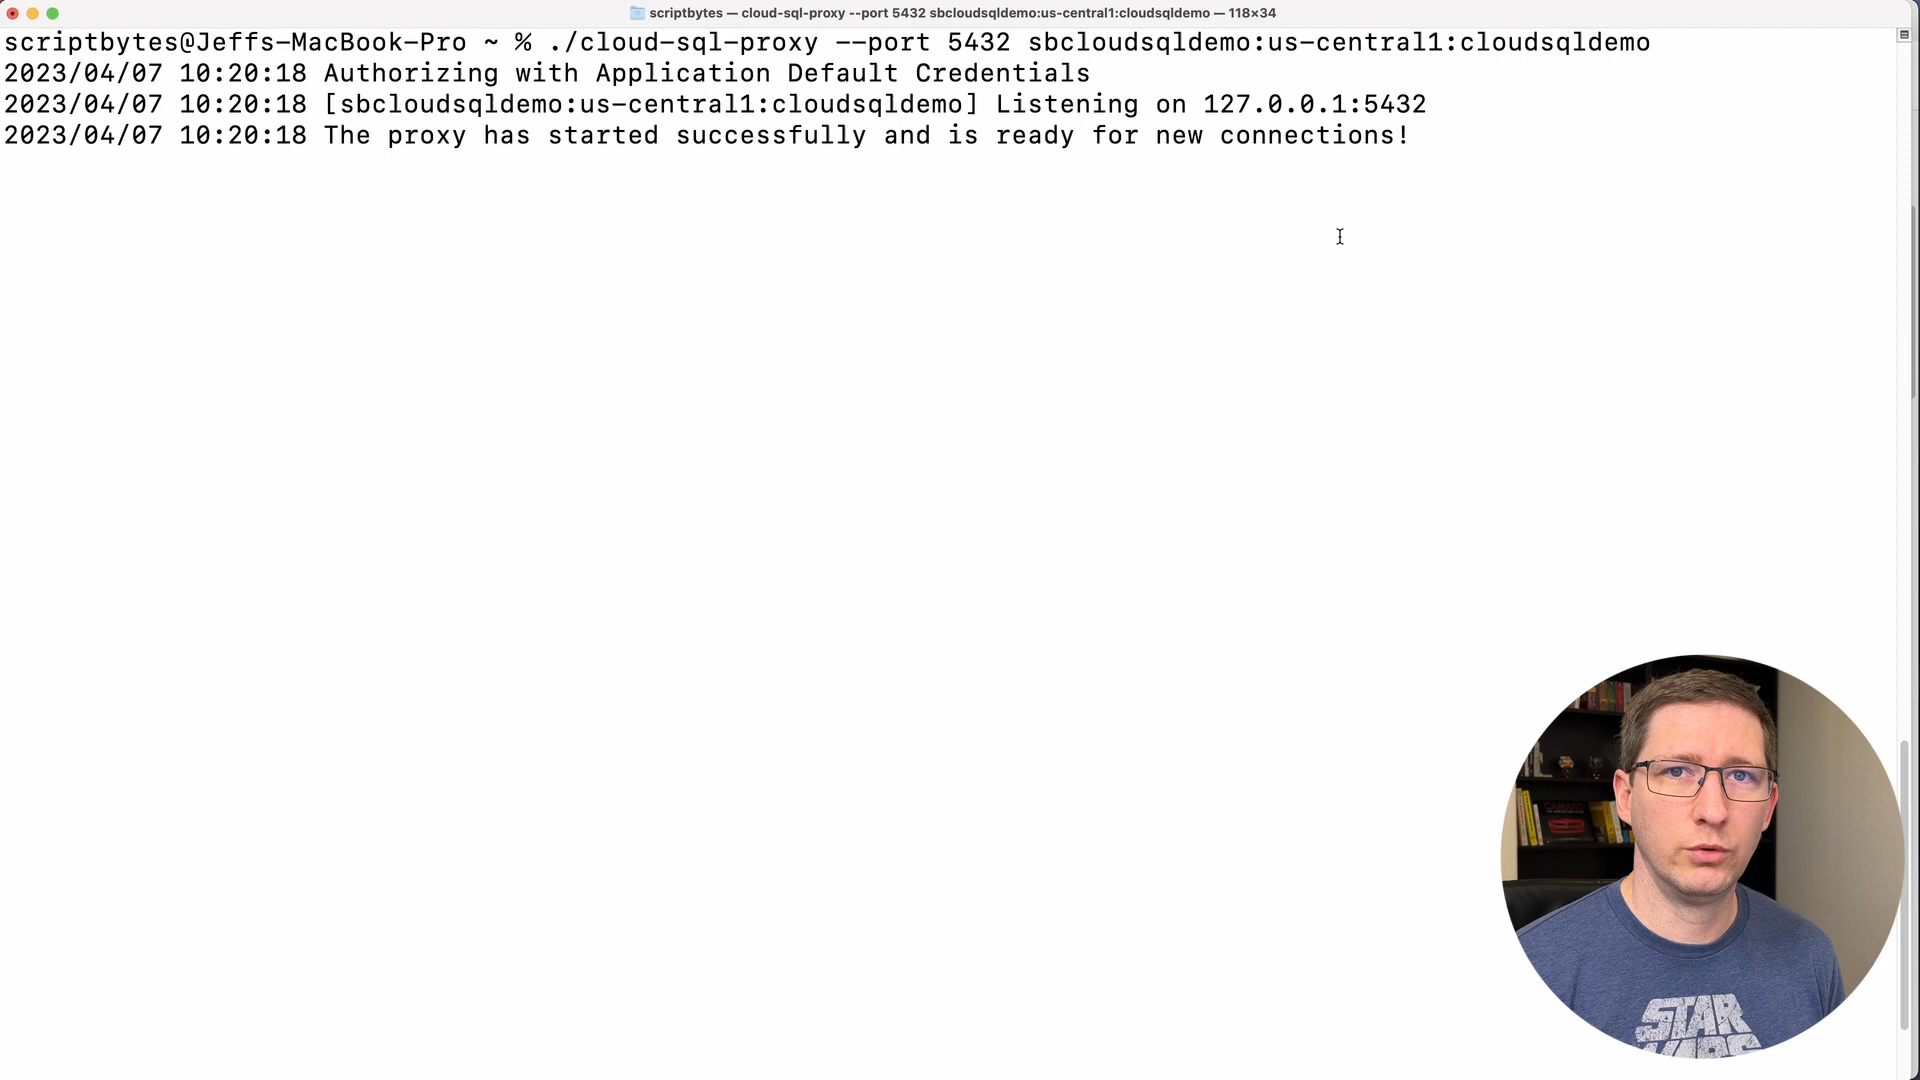 scriptbytes — cloud-sql-proxy --port 5432 sbcloudsqldemo:us-central1:cloudsqldemo — 118×34
scriptbytes@Jeffs-MacBook-Pro ~ % ./cloud-sql-proxy --port 5432 sbcloudsqldemo:us-central1:cloudsqldemo
2023/04/07 10:20:18 Authorizing with Application Default Credentials
2023/04/07 10:20:18 [sbcloudsqldemo:us-central1:cloudsqldemo] Listening on 127.0.0.1:5432
2023/04/07 10:20:18 The proxy has started successfully and is ready for new connections!
CAMARO
STAR
WARS